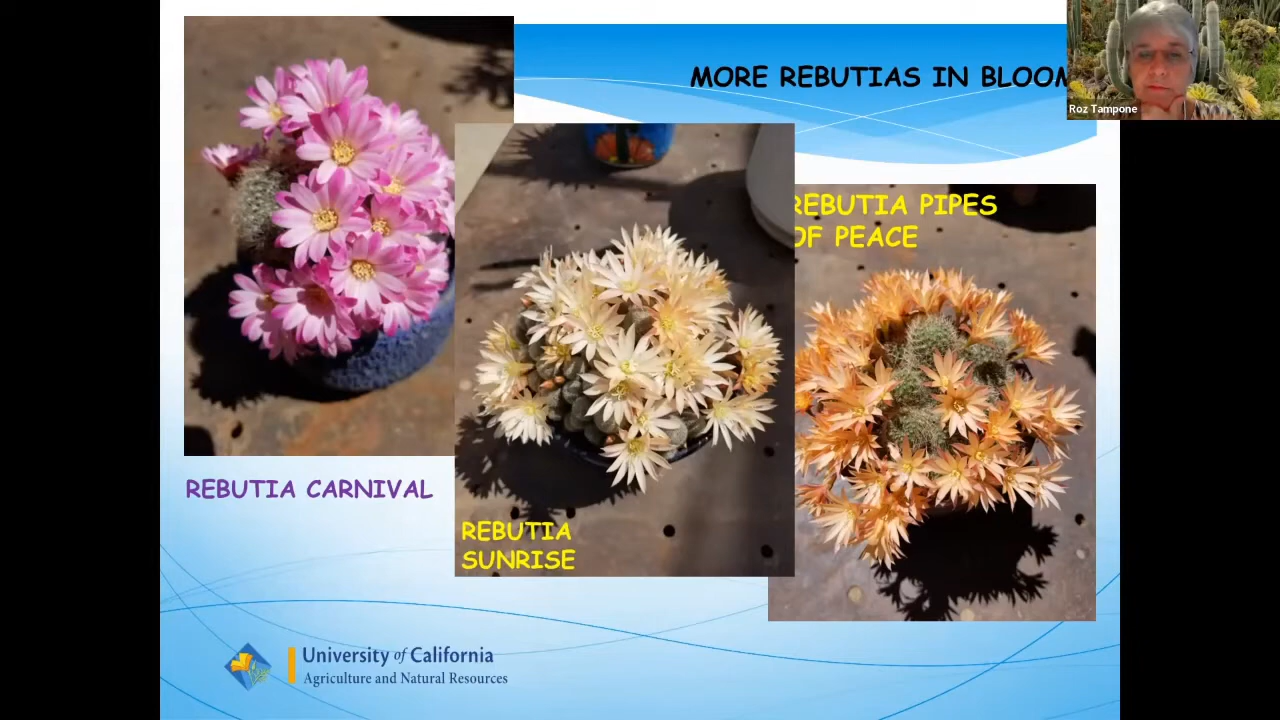 MORE REBUTIAS IN BLOOM
Roz Tampone
REBUTIA PIPES
OF PEACE
REBUTIA CARNIVAL
REBUTIA
SUNRISE
University of California
Agriculture and Natural Resources